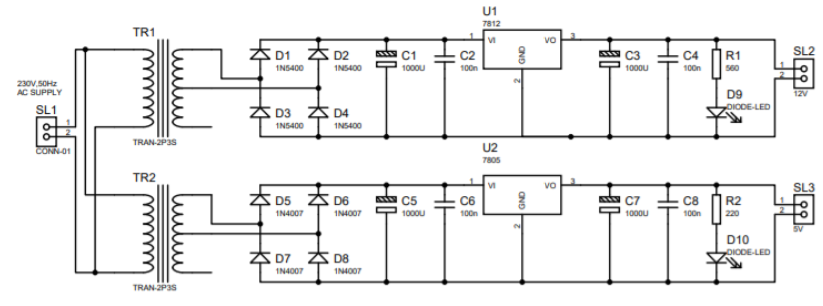 U1
7812
TR1
D1
1N5400
D2
1N5400
C1
1000U
C2
100n
1
VI
VO
3
GND
2
C3
1000U
C4
100n
R1
560
SL2
1
2
12V
230V,50Hz
AC SUPPLY
SL1
1
2
CONN-01
D3
1N5400
D4
1N5400
D9
DIODE-LED
TRAN-2P3S
U2
7805
TR2
D5
1N4007
D6
1N4007
C5
1000U
C6
100n
1
VI
VO
3
GND
2
C7
1000U
C8
100n
R2
220
SL3
1
2
5V
D7
1N4007
D8
1N4007
D10
DIODE-LED
TRAN-2P3S